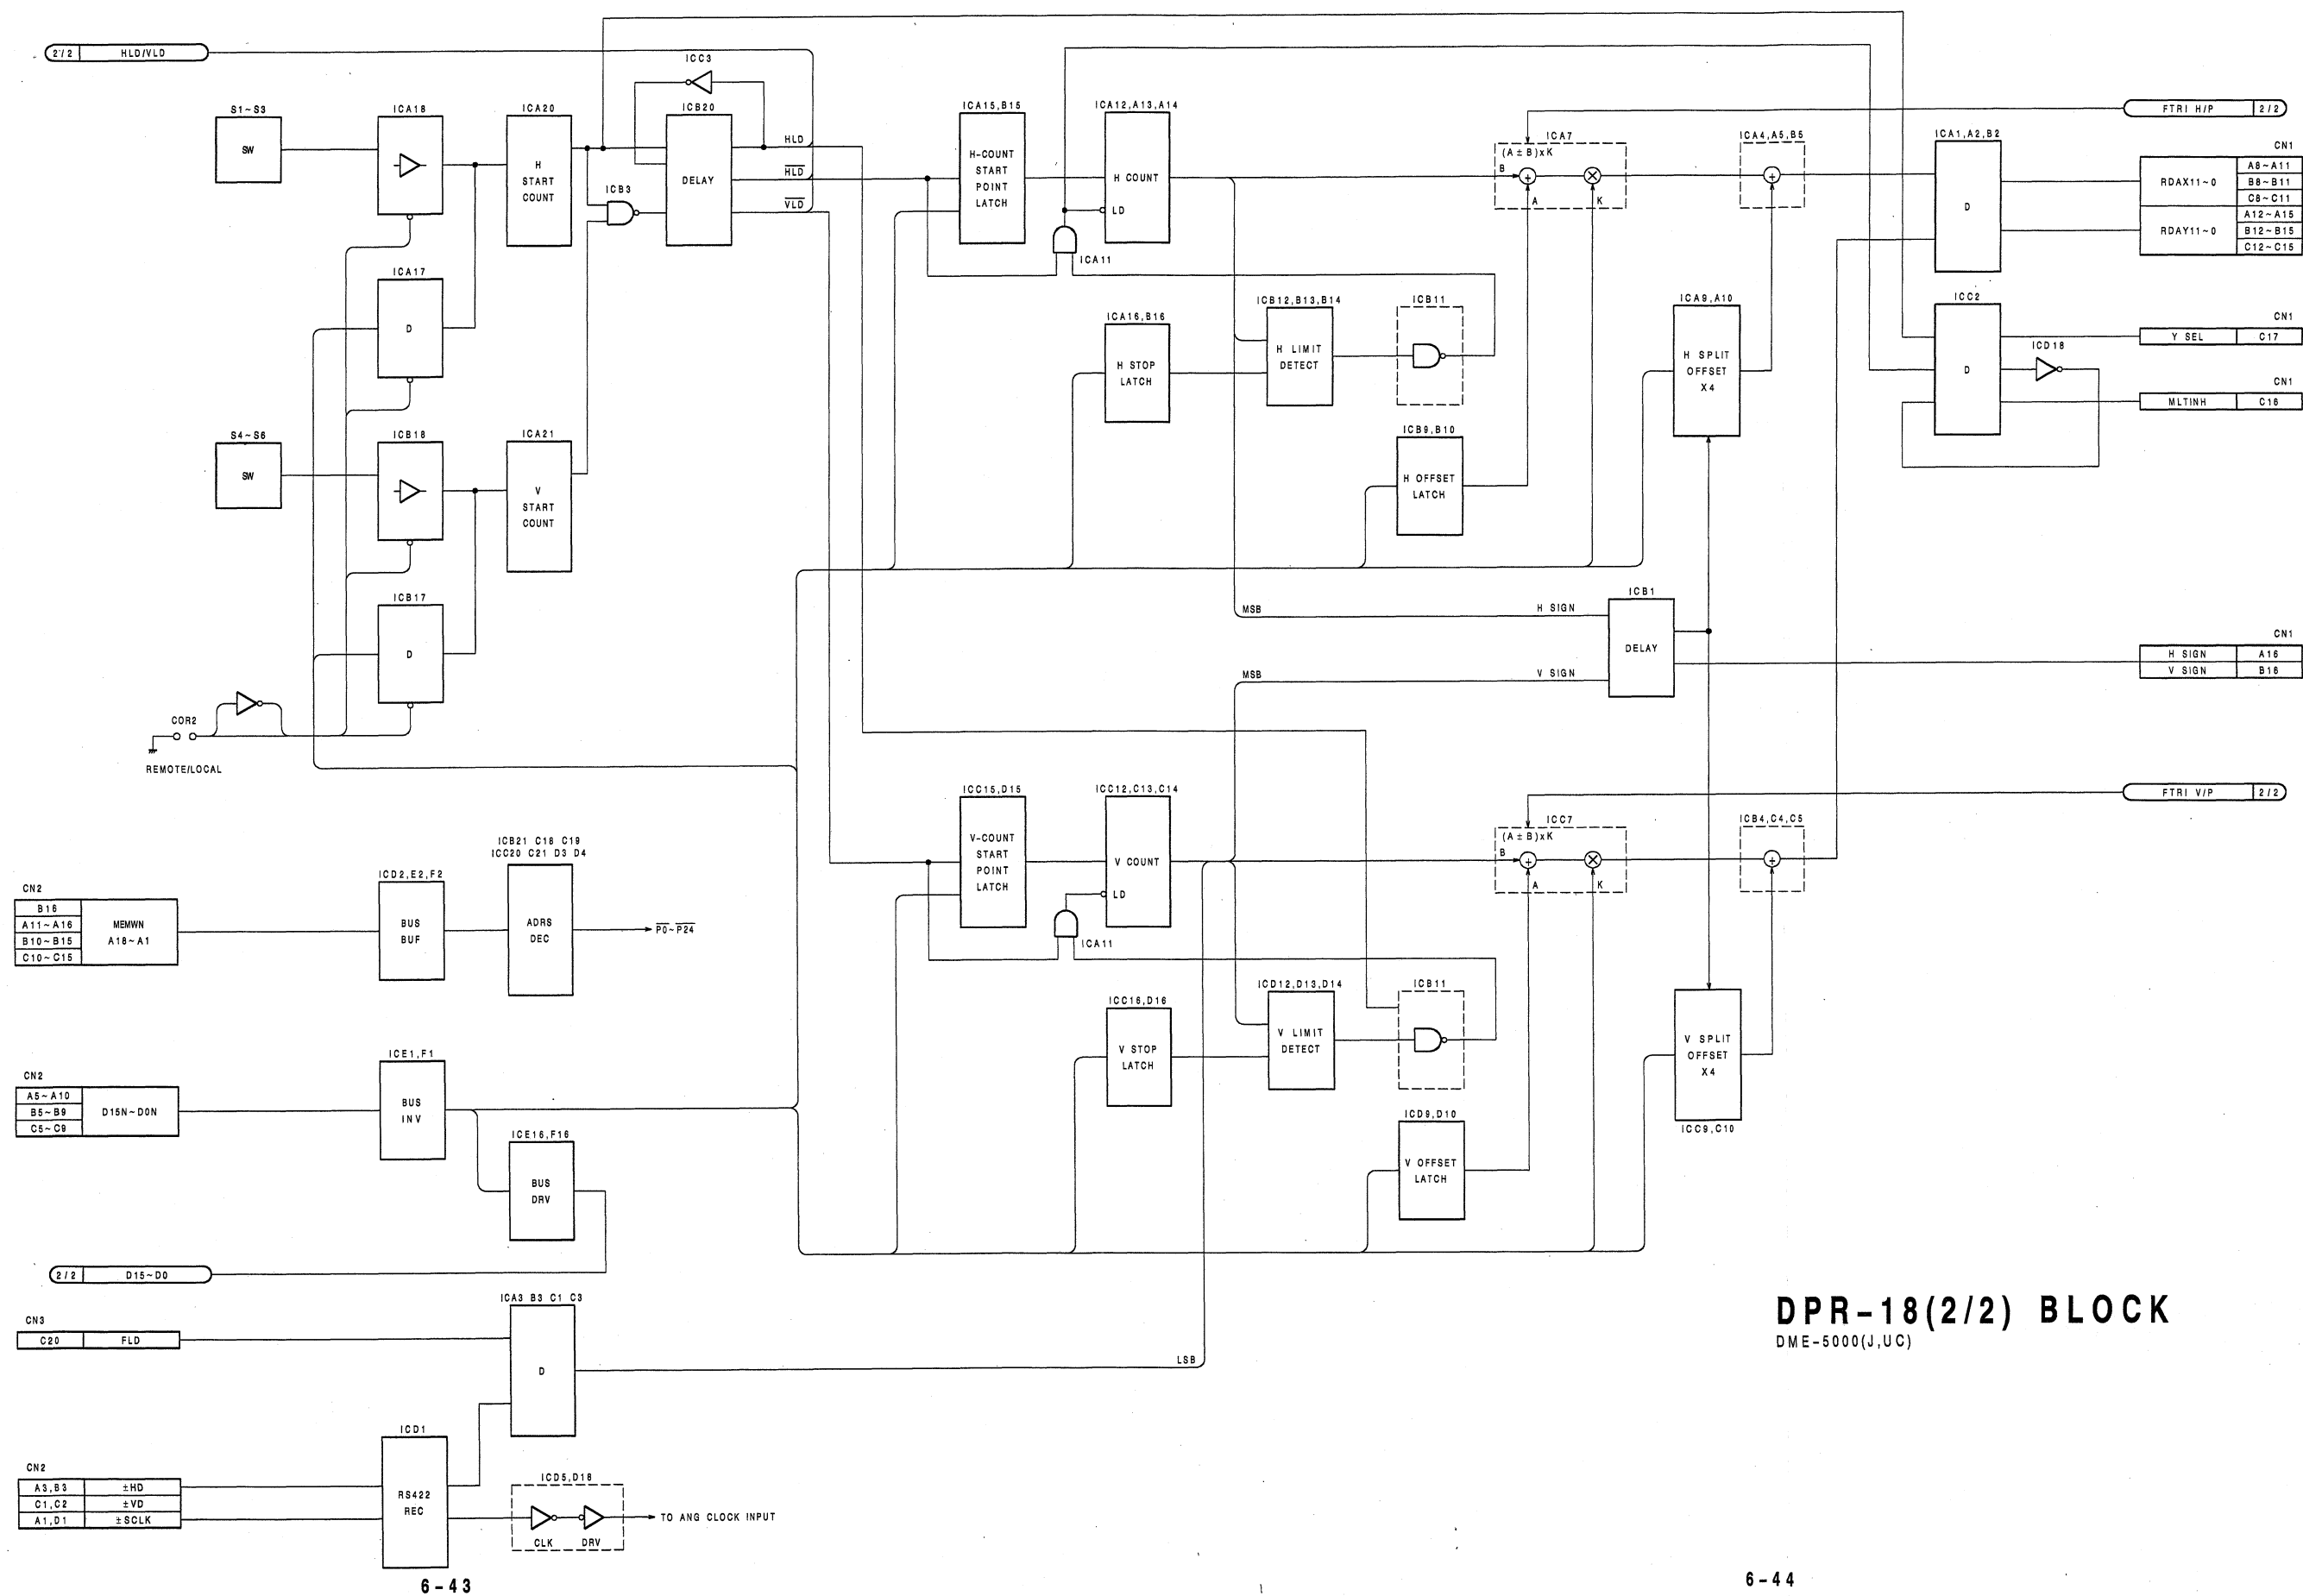 2/2 HLD/VLD
S1~S3
SW
ICA18
ICA20
H
START
COUNT
ICC3
ICB20
DELAY
HLD
HLD
VLD
ICB3
ICA17
D
S4~S6
SW
ICB18
ICA21
V
START
COUNT
ICB17
D
COR2
REMOTE/LOCAL
ICA15,B15
H-COUNT
START
POINT
LATCH
ICA12,A13,A14
H COUNT
LD
ICA11
ICA16,B16
H STOP
LATCH
ICB12,B13,B14
H LIMIT
DETECT
ICB11
ICB9,B10
H OFFSET
LATCH
ICA7
(A±B)xK
B
A
K
ICA4,A5,B5
FTRI H/P 2/2
ICA1,A2,B2
D
CN1
RDAX11~0
A8~A11
B8~B11
C8~C11
RDAY11~0
A12~A15
B12~B15
C12~C15
ICA9,A10
H SPLIT
OFFSET
X4
ICC2
D
ICD18
CN1
Y SEL C17
CN1
MLTINH C16
MSB
H SIGN
MSB
V SIGN
ICB1
DELAY
CN1
H SIGN A16
V SIGN B16
ICC15,D15
V-COUNT
START
POINT
LATCH
ICC12,C13,C14
V COUNT
LD
ICA11
ICC16,D16
V STOP
LATCH
ICD12,D13,D14
V LIMIT
DETECT
ICB11
ICD9,D10
V OFFSET
LATCH
ICC7
(A±B)xK
B
A
K
ICB4,C4,C5
FTRI V/P 2/2
V SPLIT
OFFSET
X4
ICC9,C10
CN2
B16
A11~A16
B10~B15
C10~C15
MEMWN
A18~A1
ICD2,E2,F2
BUS
BUF
ICB21 C18 C19
ICC20 C21 D3 D4
ADRS
DEC
P0~P24
CN2
A5~A10
B5~B9
C5~C9
D15N~D0N
ICE1,F1
BUS
INV
ICE16,F16
BUS
DRV
2/2 D15~D0
CN3
C20 FLD
ICA3 B3 C1 C3
D
LSB
CN2
A3,B3 ±HD
C1,C2 ±VD
A1,D1 ±SCLK
ICD1
RS422
REC
ICD5,D18
CLK
DRV
TO ANG CLOCK INPUT
DPR-18(2/2) BLOCK
DME-5000(J,UC)
6-43
6-44